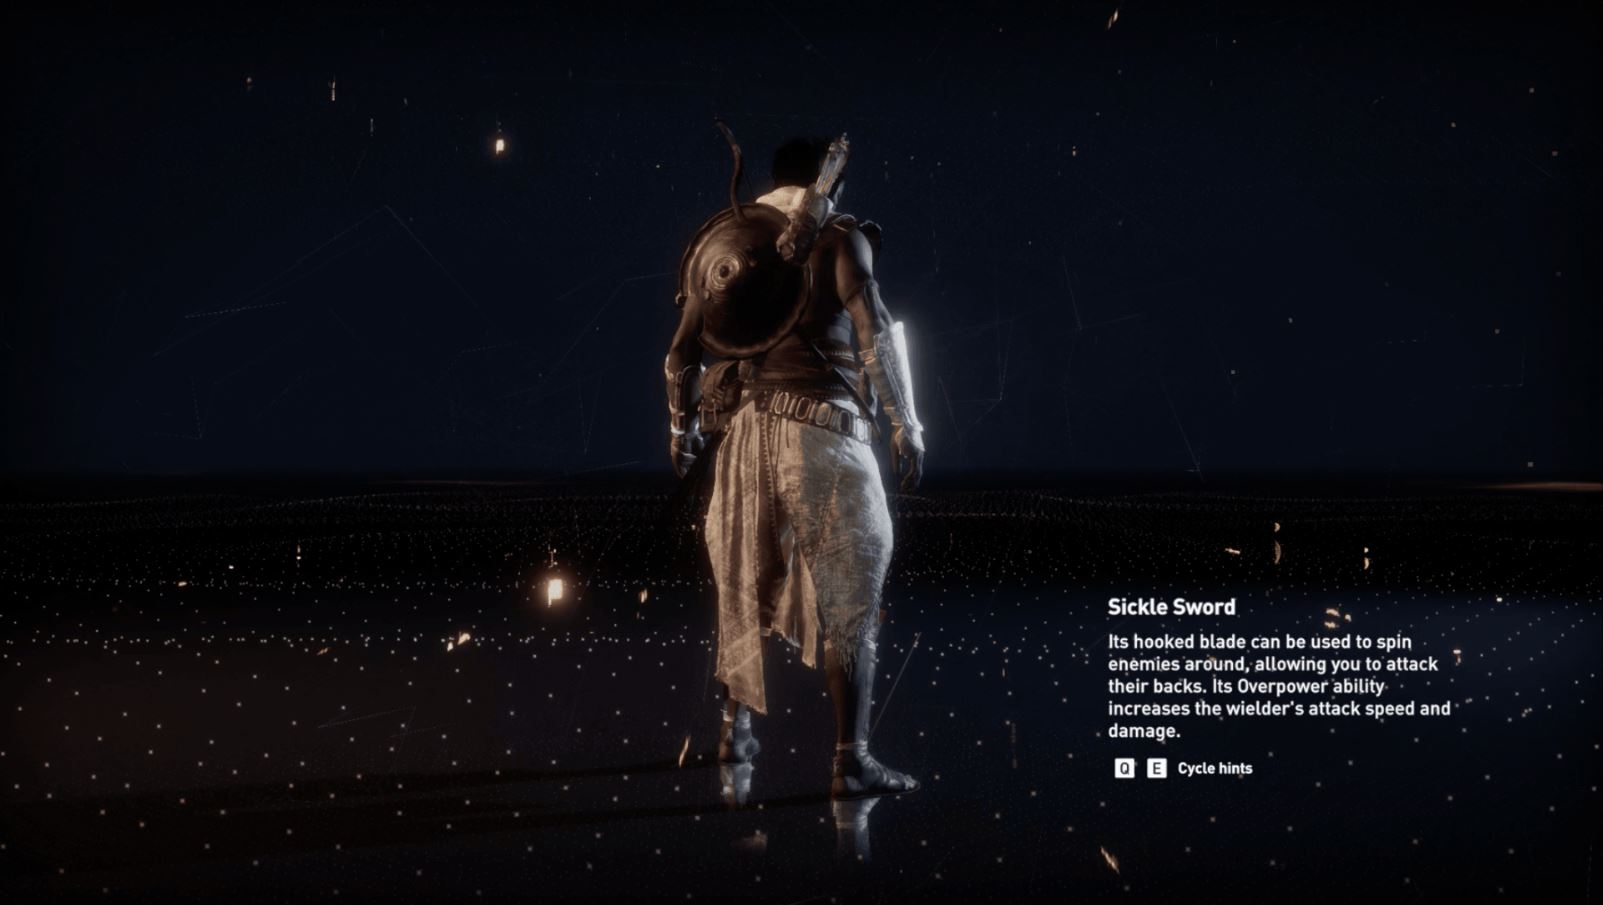 Sickle Sword
Its hooked blade can be used to spin
enemies around, allowing you to attack
their backs. Its Overpower ability
increases the wielder's attack speed and
damage.
Q E Cycle hints